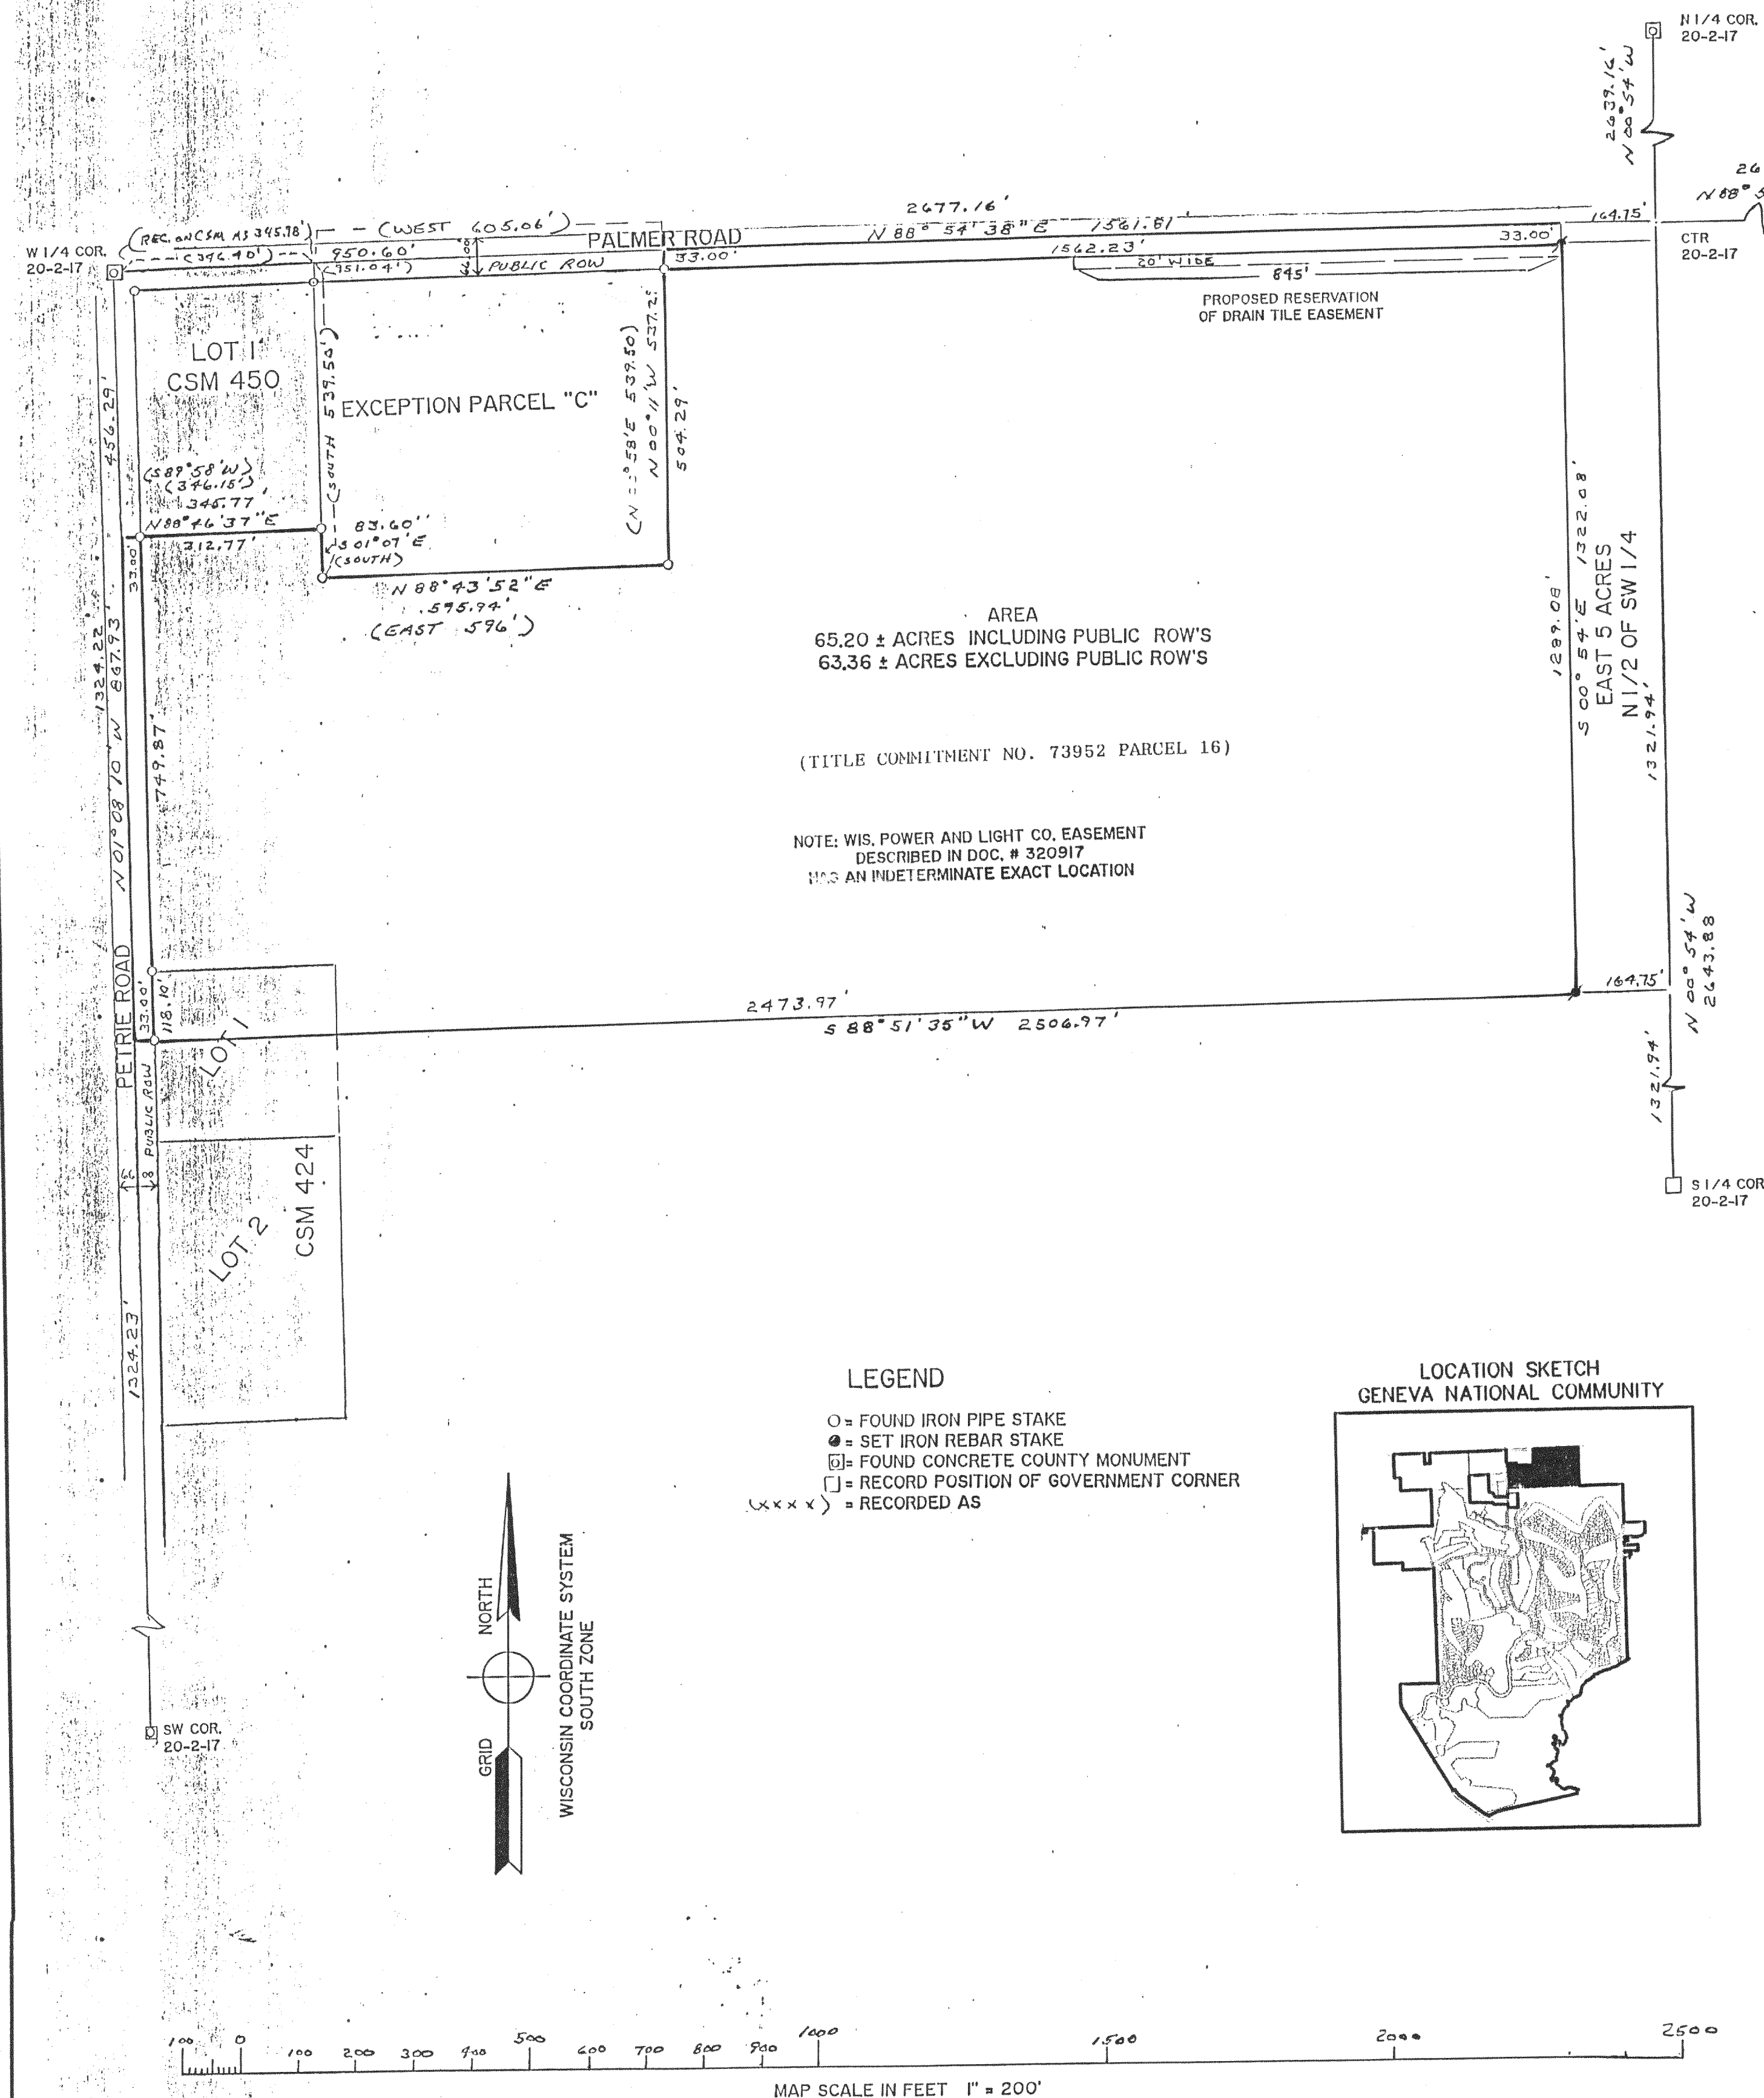 N 1/4 COR.
20-2-17
2639.16'
N 00° 54' W
2677.16'
164.75'
(REC. ON CSM AS 345.78')
(WEST 605.06')
PALMER ROAD
N 88° 54' 38" E 1561.81'
W 1/4 COR.
20-2-17
(346.40')
950.60'
(951.04')
PUBLIC ROW
33.00'
1562.23'
33.00'
CTR
20-2-17
20' WIDE
845'
PROPOSED RESERVATION
OF DRAIN TILE EASEMENT
LOT 1
CSM 450
EXCEPTION PARCEL "C"
(SOUTH 539.50')
N 00° 11' W
504.29'
456.29'
(S 89° 58' W)
(346.15')
345.77'
N 88° 46' 37" E
312.77'
33.00'
83.60'
S 01° 07' E
(SOUTH)
N 88° 43' 52" E
595.94'
(EAST 596')
1324.22'
N 01° 08' 10" W 867.93'
749.87'
AREA
65.20 ± ACRES INCLUDING PUBLIC ROW'S
63.36 ± ACRES EXCLUDING PUBLIC ROW'S
(TITLE COMMITMENT NO. 73952 PARCEL 16)
NOTE: WIS. POWER AND LIGHT CO. EASEMENT
DESCRIBED IN DOC. # 320917
HAS AN INDETERMINATE EXACT LOCATION
1289.08'
S 00° 54' E 1322.08'
EAST 5 ACRES
N 1/2 OF SW 1/4
1321.94'
N 00° 54' W
2643.88
164.75'
1321.94'
2473.97'
S 88° 51' 35" W 2506.97'
PETRIE ROAD
33.00'
118.10'
LOT 1
PUBLIC ROW
LOT 2
CSM 424
1324.23'
S 1/4 COR
20-2-17
SW COR.
20-2-17
LEGEND
O = FOUND IRON PIPE STAKE
● = SET IRON REBAR STAKE
= FOUND CONCRETE COUNTY MONUMENT
= RECORD POSITION OF GOVERNMENT CORNER
(xxxx) = RECORDED AS
LOCATION SKETCH
GENEVA NATIONAL COMMUNITY
GRID NORTH
WISCONSIN COORDINATE SYSTEM
SOUTH ZONE
100 0 100 200 300 400 500 600 700 800 900 1000 1500 2000 2500
MAP SCALE IN FEET 1" = 200'